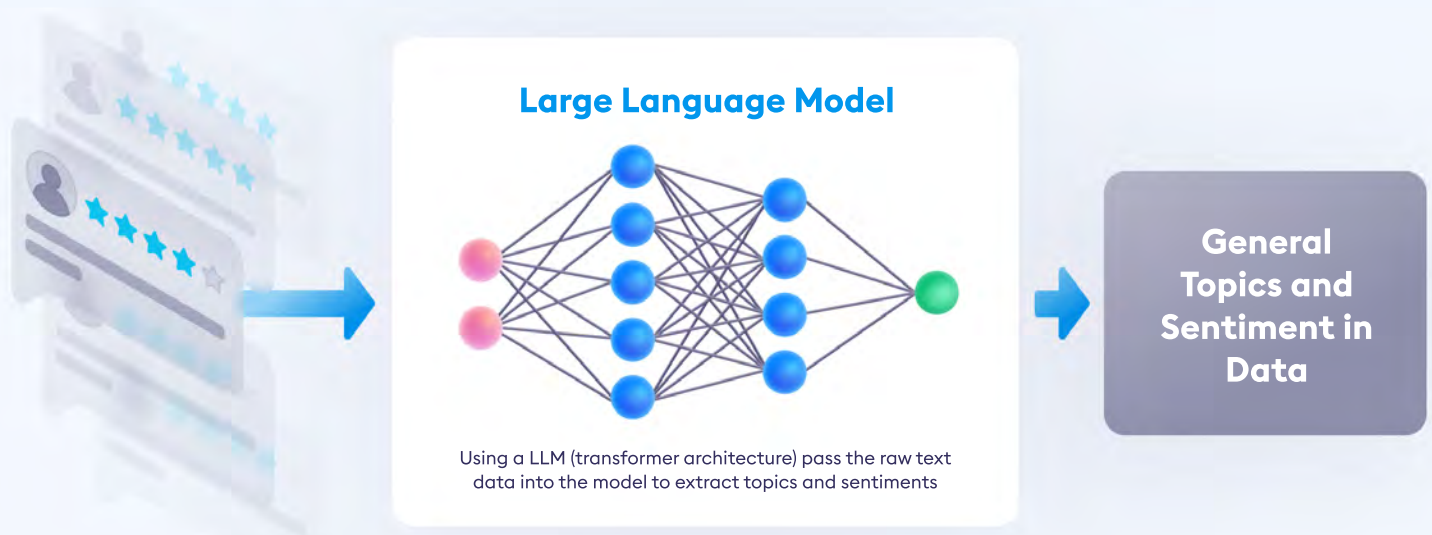 Large Language Model
Using a LLM (transformer architecture) pass the raw text
data into the model to extract topics and sentiments
General
Topics and
Sentiment in
Data